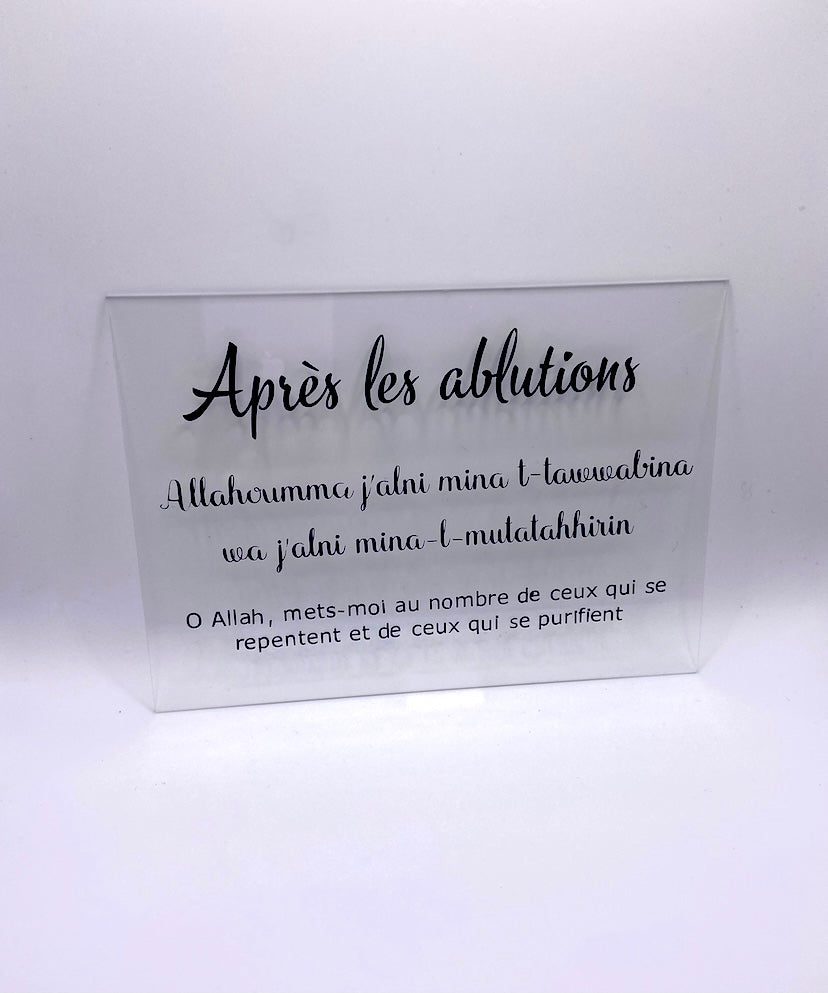 Après les ablutions
Allahoumma j'alni mina t-tawwabina
wa j'alni mina-l-mutatahhirin
O Allah, mets-moi au nombre de ceux qui se
repentent et de ceux qui se purifient